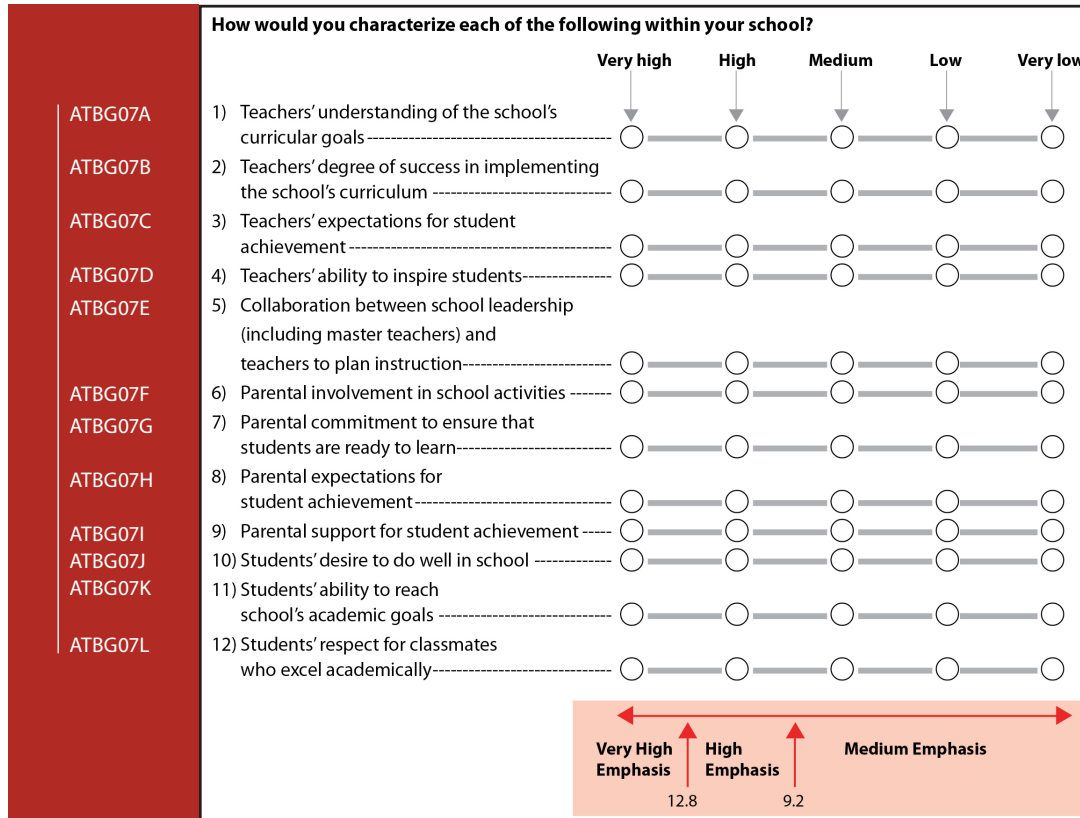 How would you characterize each of the following within your school?
Very high High Medium Low Very low
ATBG07A 1) Teachers’ understanding of the school’s
curricular goals
ATBG07B 2) Teachers’ degree of success in implementing
the school’s curriculum
ATBG07C 3) Teachers’ expectations for student
achievement
ATBG07D 4) Teachers’ ability to inspire students
ATBG07E 5) Collaboration between school leadership
(including master teachers) and
teachers to plan instruction
ATBG07F 6) Parental involvement in school activities
ATBG07G 7) Parental commitment to ensure that
students are ready to learn
ATBG07H 8) Parental expectations for
student achievement
ATBG07I 9) Parental support for student achievement
ATBG07J 10) Students’ desire to do well in school
ATBG07K 11) Students’ ability to reach
school’s academic goals
ATBG07L 12) Students’ respect for classmates
who excel academically
Very High High Medium Emphasis
Emphasis Emphasis
12.8 9.2